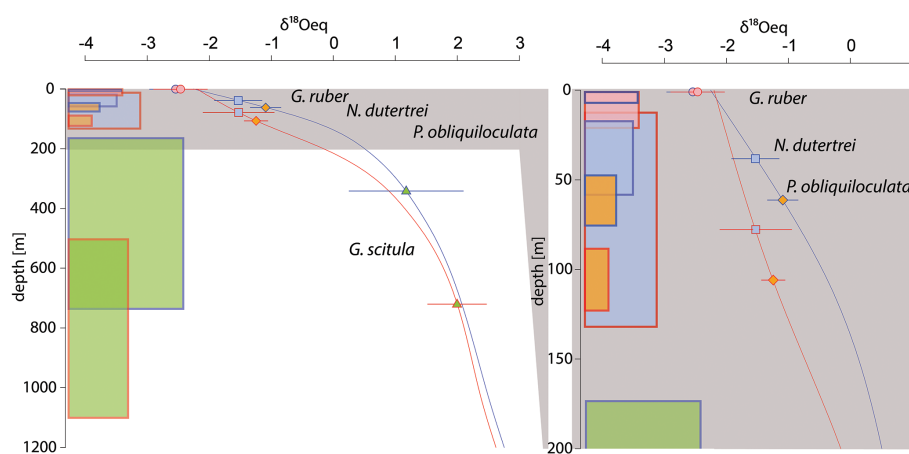 δ18Oeq
-4 -3 -2 -1 0 1 2 3
0
200
400
600
800
1000
1200
depth [m]
G. ruber
N. dutertrei
P. obliquiloculata
G. scitula
δ18Oeq
-4 -3 -2 -1 0
0
50
100
150
200
depth [m]
G. ruber
N. dutertrei
P. obliquiloculata